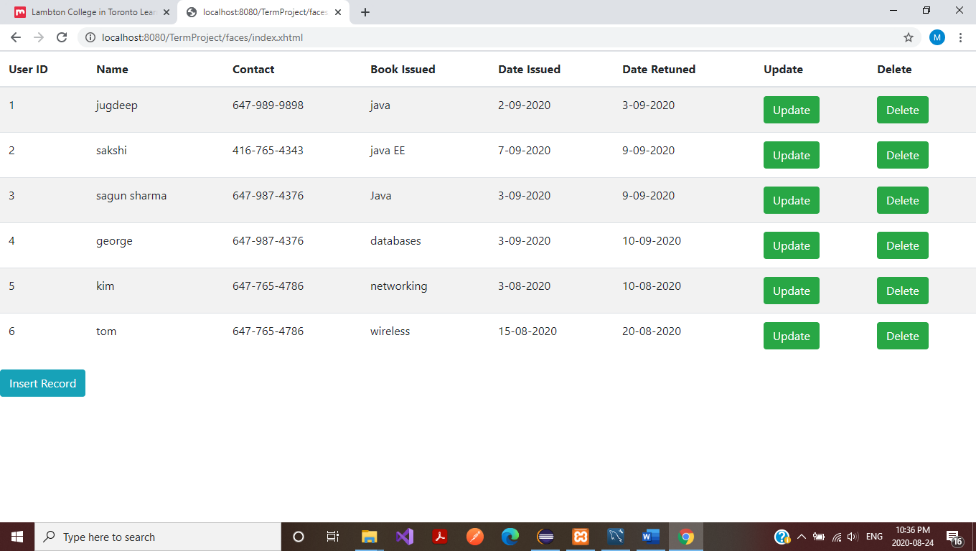 Lambton College in Toronto Lear
localhost:8080/TermProject/faces
localhost:8080/TermProject/faces/index.xhtml
M
User ID Name Contact Book Issued Date Issued Date Retuned Update Delete
1 jugdeep 647-989-9898 java 2-09-2020 3-09-2020 Update Delete
2 sakshi 416-765-4343 java EE 7-09-2020 9-09-2020 Update Delete
3 sagun sharma 647-987-4376 Java 3-09-2020 9-09-2020 Update Delete
4 george 647-987-4376 databases 3-09-2020 10-09-2020 Update Delete
5 kim 647-765-4786 networking 3-08-2020 10-08-2020 Update Delete
6 tom 647-765-4786 wireless 15-08-2020 20-08-2020 Update Delete
Insert Record
Type here to search
ENG
10:36 PM
2020-08-24
16